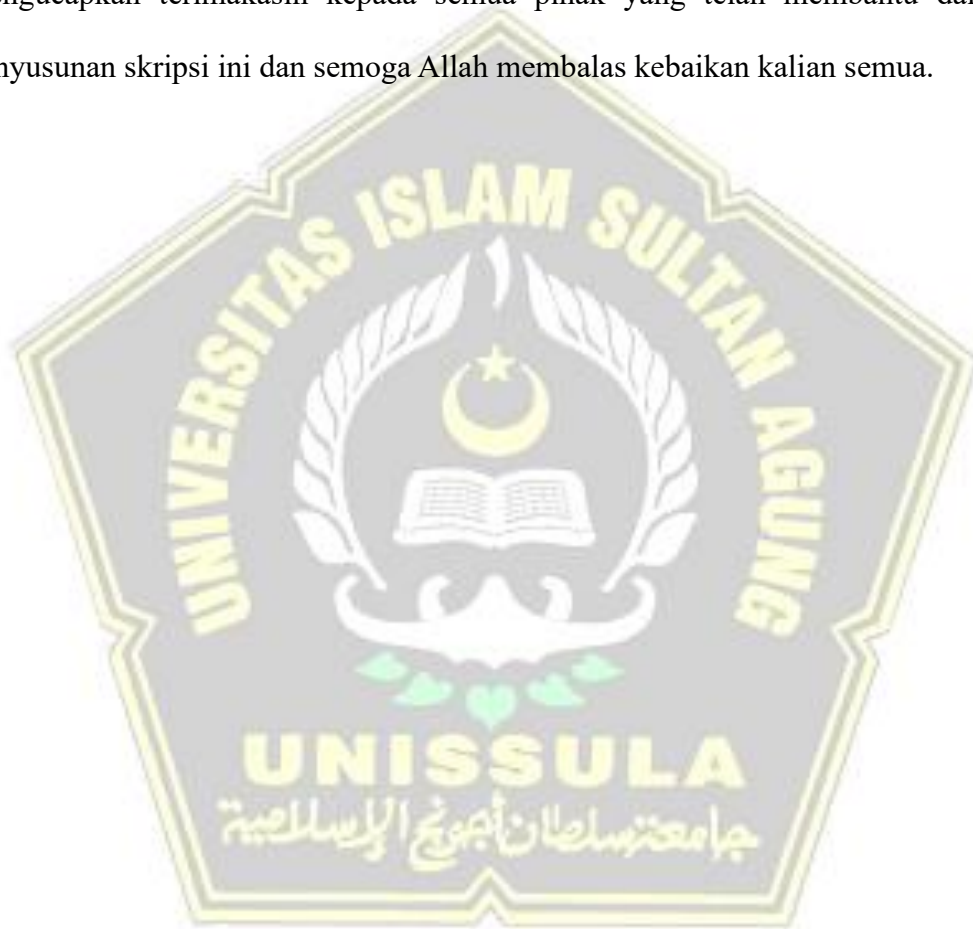 ngucapkan terimakasih kepada semua pihak yang telah membantu da
nyusunan skripsi ini dan semoga Allah membalas kebaikan kalian semua.
UNIVERSITAS ISLAM SULTAN AGUNG
UNISSULA
جامعة سلطان أجونج الإسلامية